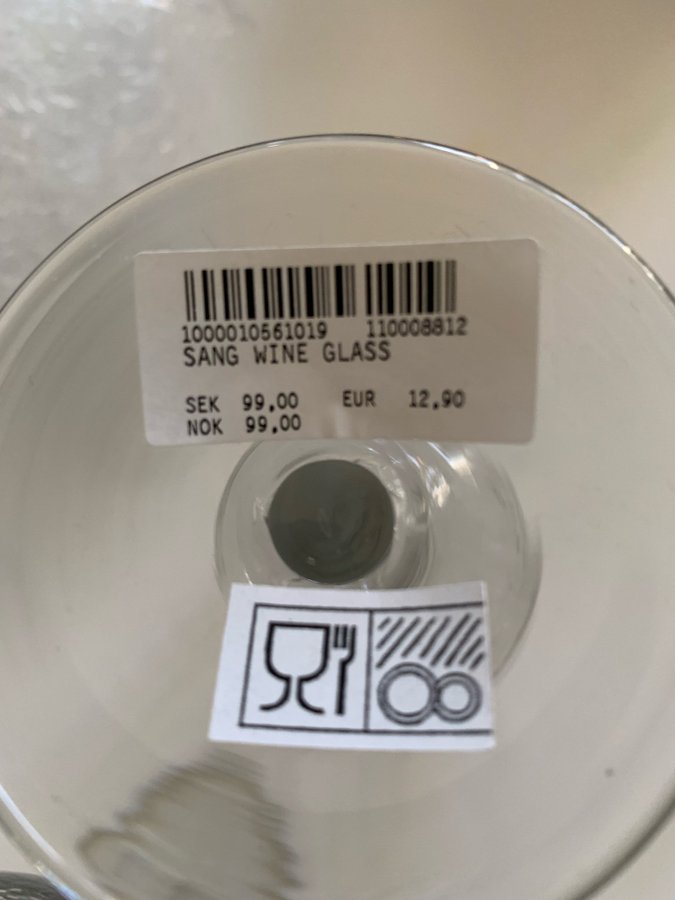 1000010561019 110008812
SANG WINE GLASS
SEK 99,00 EUR 12,90
NOK 99,00